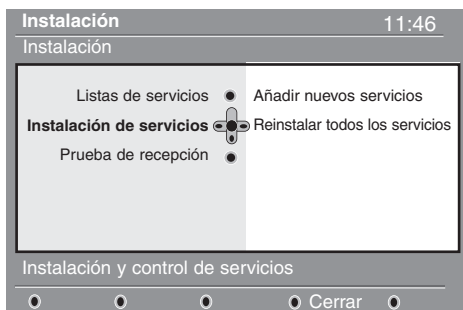 Instalación 11:46
Instalación
Listas de servicios Añadir nuevos servicios
Instalación de servicios Reinstalar todos los servicios
Prueba de recepción
Instalación y control de servicios
Cerrar